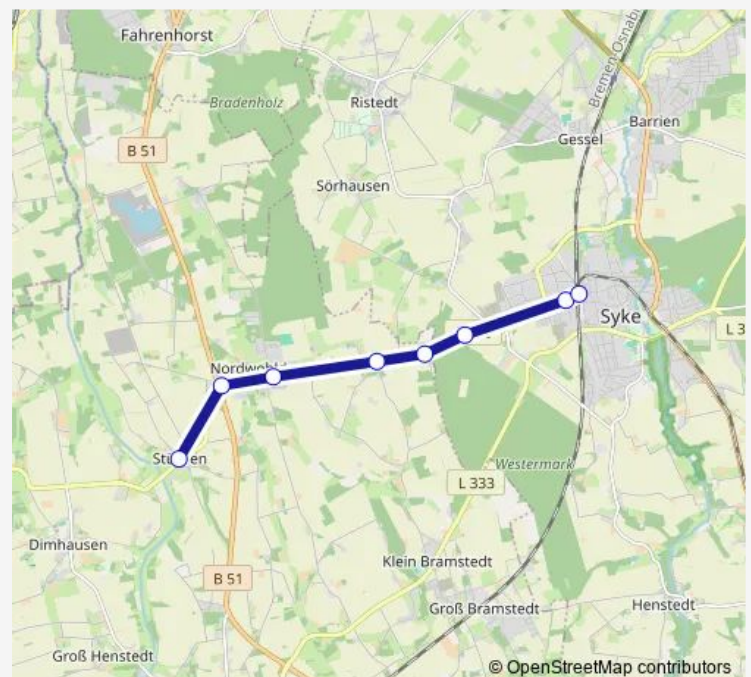 Fahrenhorst
Bradenholz
Ristedt
Bremen
Barrien
Gessel
B 51
Sörhausen
Syke
L 3
L 333
Westermark
Dimhausen
Klein Bramstedt
B 51
Groß Bramstedt
Henstedt
Groß Henstedt
© OpenStreetMap contributors